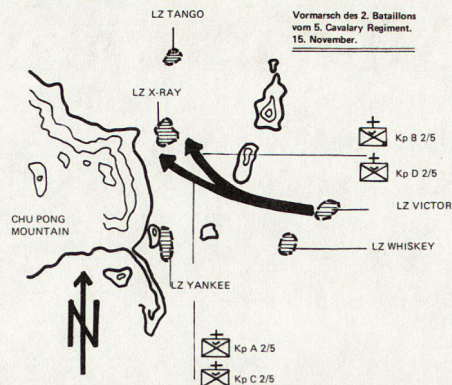 LZ TANGO
Vormarsch des 2. Bataillons
vom 5. Cavalary Regiment.
15. November.
LZ X-RAY
Kp B 2/5
Kp D 2/5
LZ VICTOR
CHU PONG
MOUNTAIN
LZ WHISKEY
LZ YANKEE
N
Kp A 2/5
Kp C 2/5